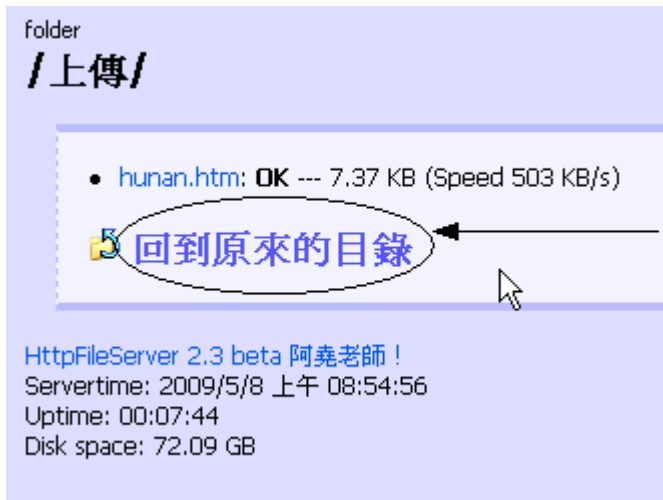 folder
/上傳/
hunan.htm: OK --- 7.37 KB (Speed 503 KB/s)
回到原來的目錄
HttpFileServer 2.3 beta 阿堯老師！
Servertime: 2009/5/8 上午 08:54:56
Uptime: 00:07:44
Disk space: 72.09 GB